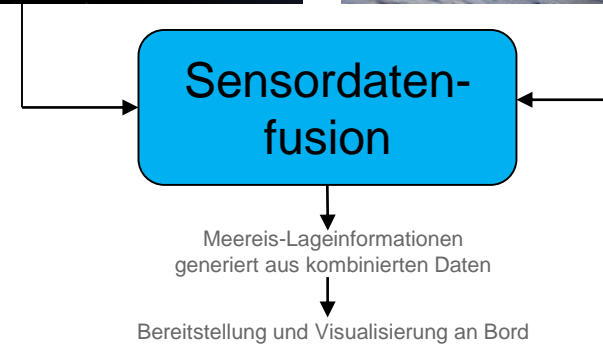 Sensordaten-
fusion
Meereis-Lageinformationen
generiert aus kombinierten Daten
Bereitstellung und Visualisierung an Bord